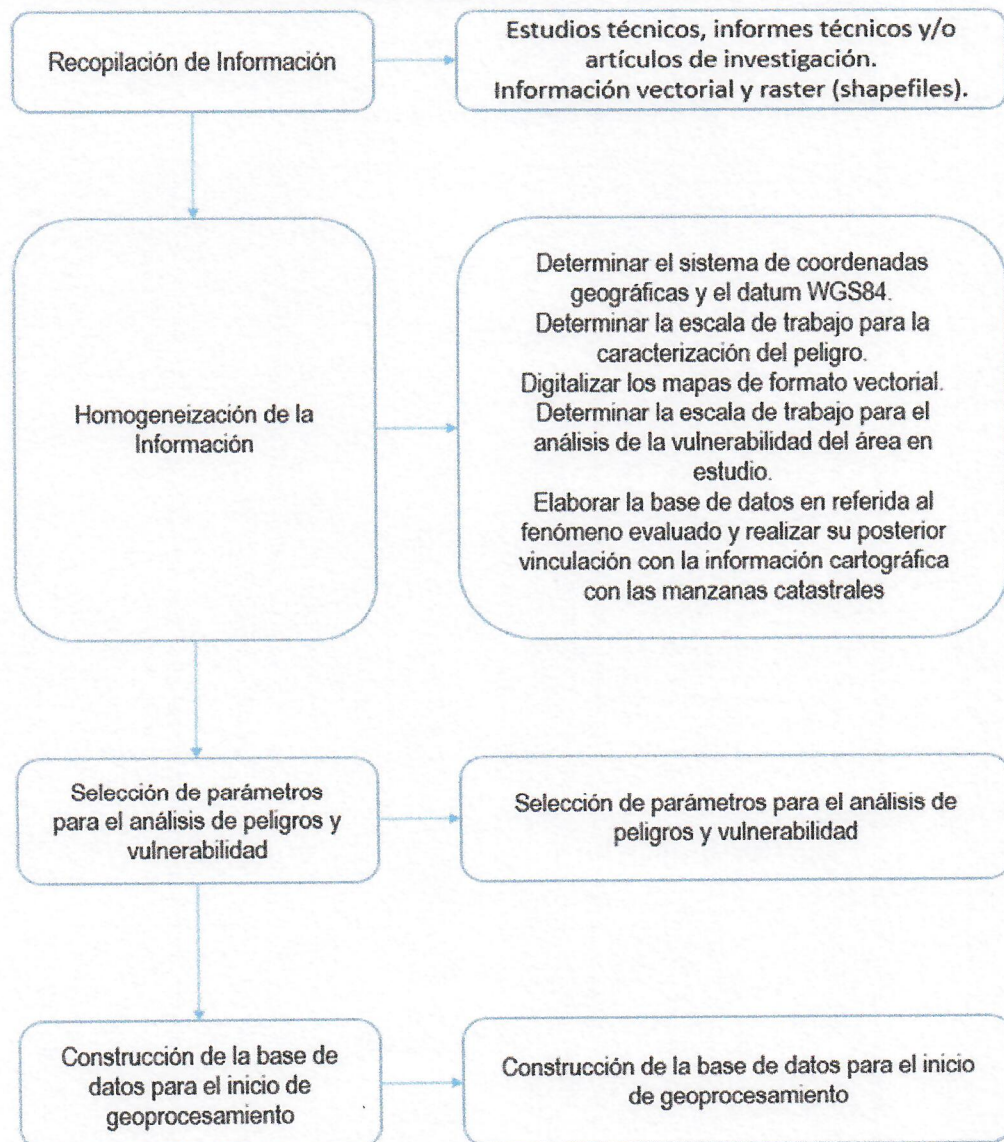 Recopilación de Información
Estudios técnicos, informes técnicos y/o
artículos de investigación.
Información vectorial y raster (shapefiles).
Homogeneización de la
Información
Determinar el sistema de coordenadas
geográficas y el datum WGS84.
Determinar la escala de trabajo para la
caracterización del peligro.
Digitalizar los mapas de formato vectorial.
Determinar la escala de trabajo para el
análisis de la vulnerabilidad del área en
estudio.
Elaborar la base de datos en referida al
fenómeno evaluado y realizar su posterior
vinculación con la información cartográfica
con las manzanas catastrales
Selección de parámetros
para el análisis de peligros y
vulnerabilidad
Selección de parámetros para el análisis de
peligros y vulnerabilidad
Construcción de la base de
datos para el inicio de
geoprocesamiento
Construcción de la base de datos para el inicio
de geoprocesamiento